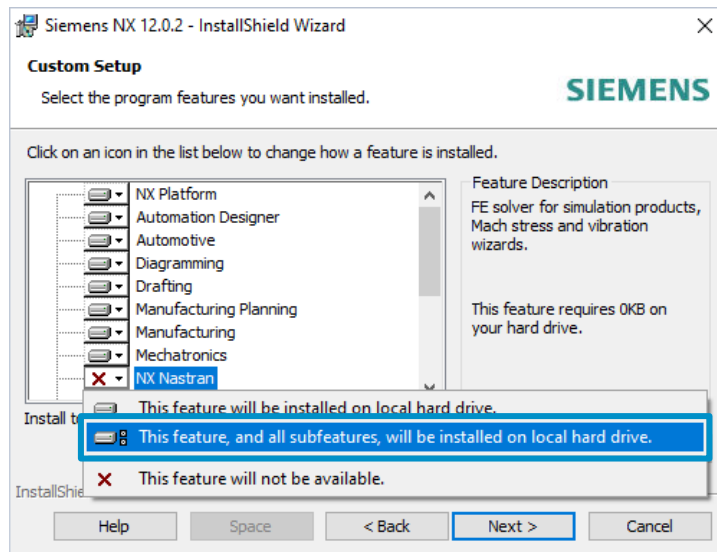 Siemens NX 12.0.2 - InstallShield Wizard
Custom Setup
Select the program features you want installed.
SIEMENS
Click on an icon in the list below to change how a feature is installed.
NX Platform
Automation Designer
Automotive
Diagramming
Drafting
Manufacturing Planning
Manufacturing
Mechatronics
NX Nastran
Feature Description
FE solver for simulation products,
Mach stress and vibration
wizards.
This feature requires 0KB on
your hard drive.
This feature will be installed on local hard drive.
Install t
This feature, and all subfeatures, will be installed on local hard drive.
This feature will not be available.
InstallShie
Help
Space
< Back
Next >
Cancel